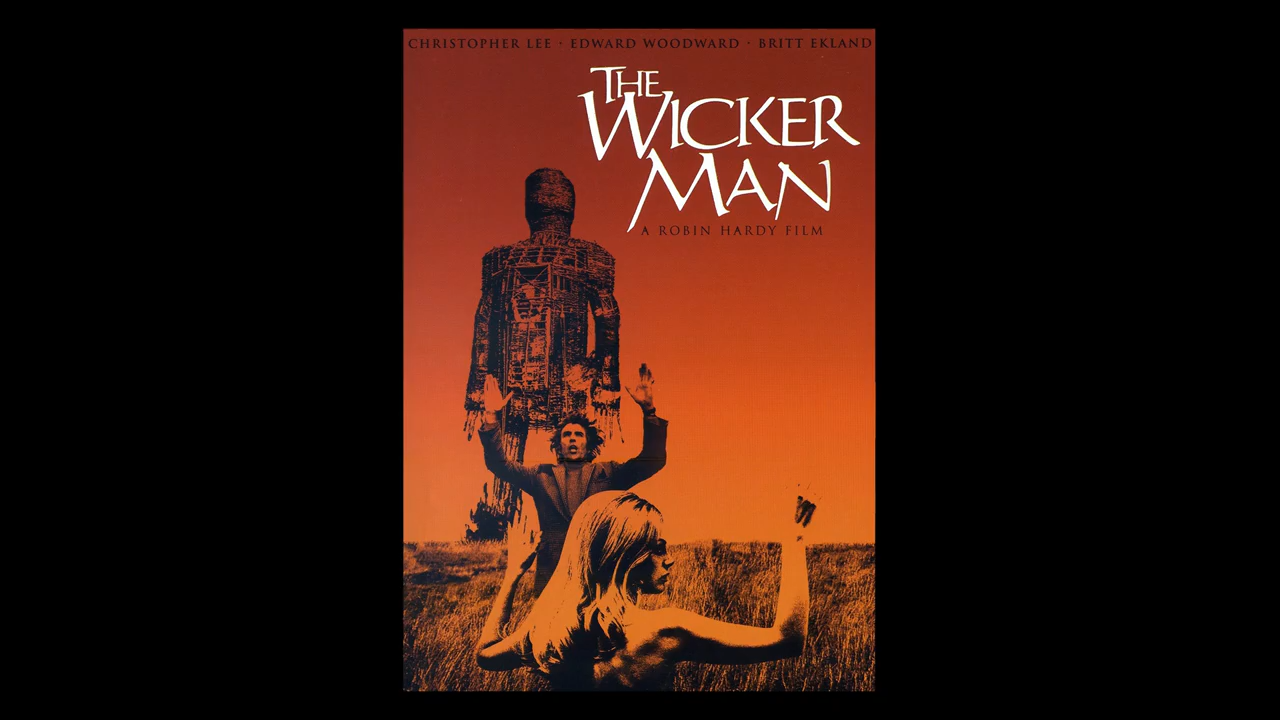 CHRISTOPHER LEE · EDWARD WOODWARD · BRITT EKLAND
THE
WICKER
MAN
A ROBIN HARDY FILM